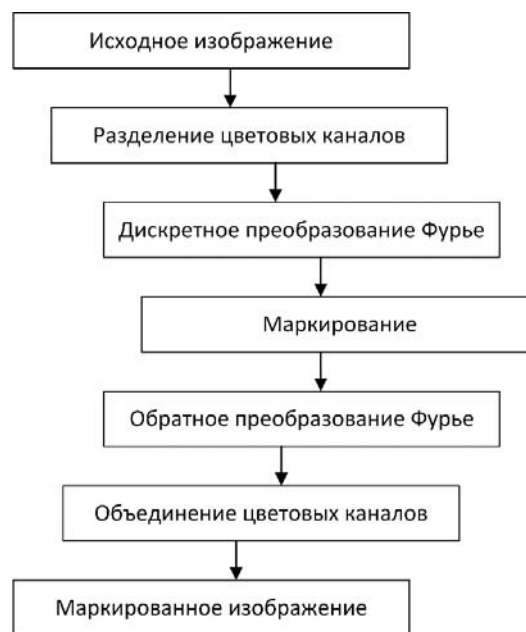 Исходное изображение
Разделение цветовых каналов
Дискретное преобразование Фурье
Маркирование
Обратное преобразование Фурье
Объединение цветовых каналов
Маркированное изображение